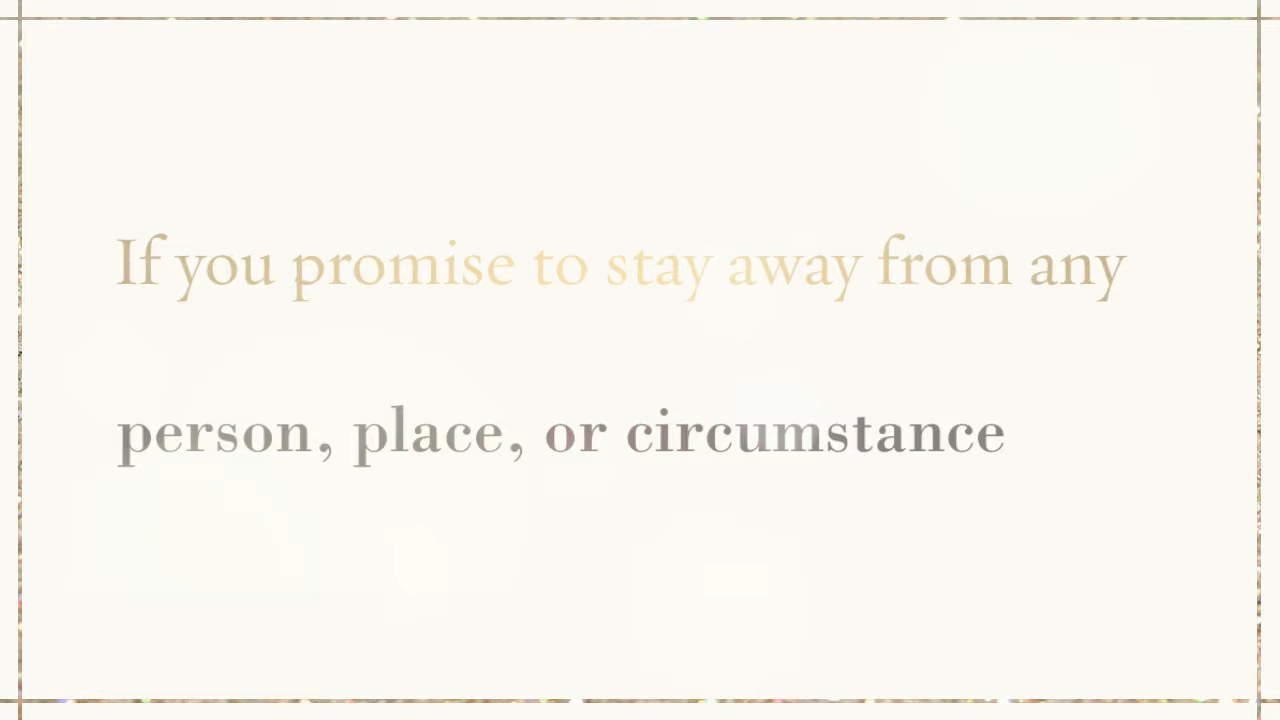 If you promise to stay away from any
person, place, or circumstance